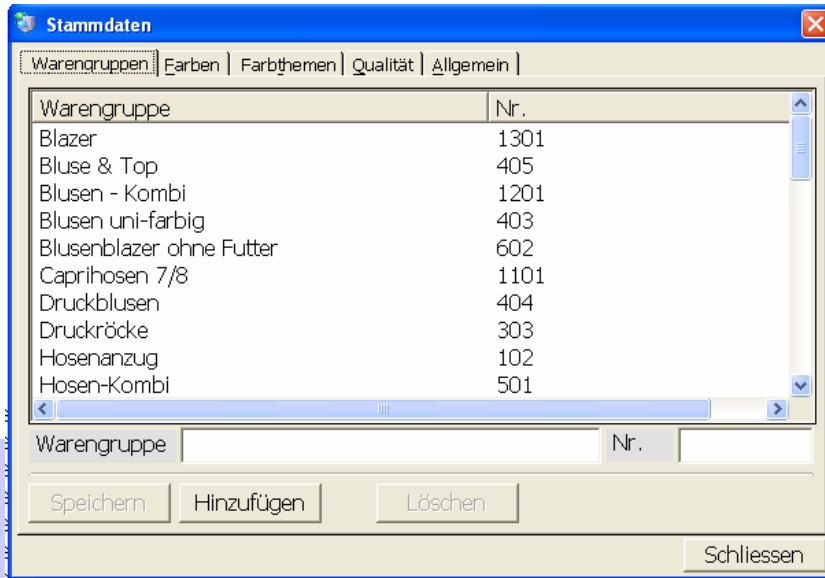 Stammdaten
Warengruppen Farben Farbthemen Qualität Allgemein
Warengruppe Nr.
Blazer 1301
Bluse & Top 405
Blusen - Kombi 1201
Blusen uni-farbig 403
Blusenblazer ohne Futter 602
Caprihosen 7/8 1101
Druckblusen 404
Druckröcke 303
Hosenanzug 102
Hosen-Kombi 501
Warengruppe Nr.
Speichern Hinzufügen Löschen
Schliessen